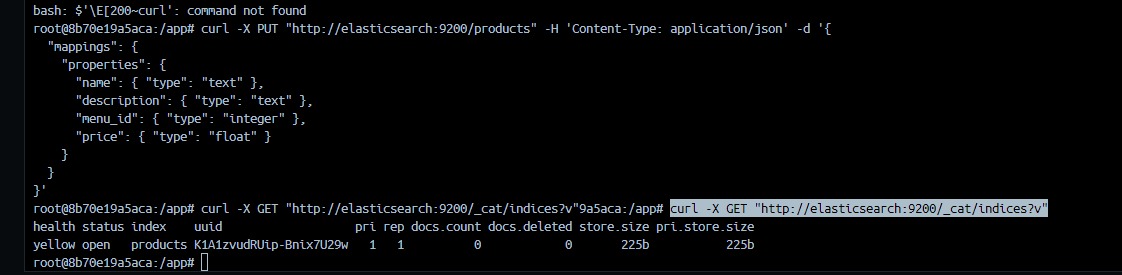 bash: $'\E[200~curl': command not found
root@8b70e19a5aca:/app# curl -X PUT "http://elasticsearch:9200/products" -H 'Content-Type: application/json' -d '{
  "mappings": {
    "properties": {
      "name": { "type": "text" },
      "description": { "type": "text" },
      "menu_id": { "type": "integer" },
      "price": { "type": "float" }
    }
  }
}'
root@8b70e19a5aca:/app# curl -X GET "http://elasticsearch:9200/_cat/indices?v"9a5aca:/app# curl -X GET "http://elasticsearch:9200/_cat/indices?v"
health status index    uuid                   pri rep docs.count docs.deleted store.size pri.store.size
yellow open   products K1A1zvudRUip-Bnix7U29w   1   1          0            0       225b           225b
root@8b70e19a5aca:/app#